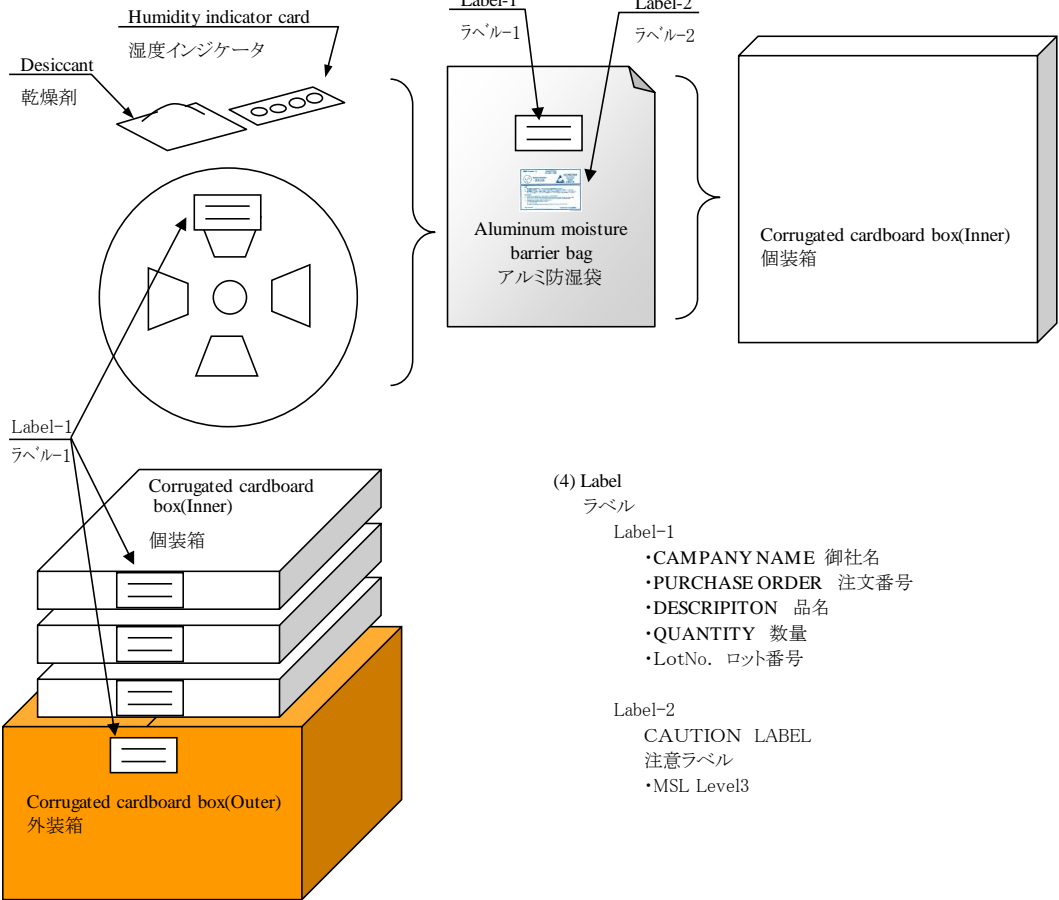 Humidity indicator card
湿度インジケータ
Desiccant
乾燥剤
Label-1
ラベル-1
Label-2
ラベル-2
Aluminum moisture
barrier bag
アルミ防湿袋
Corrugated cardboard box(Inner)
個装箱
Label-1
ラベル-1
Corrugated cardboard
box(Inner)
個装箱
Corrugated cardboard box(Outer)
外装箱
(4) Label
ラベル
Label-1
・CAMPANY NAME 御社名
・PURCHASE ORDER 注文番号
・DESCRIPITON 品名
・QUANTITY 数量
・LotNo. ロット番号
Label-2
CAUTION LABEL
注意ラベル
・MSL Level3